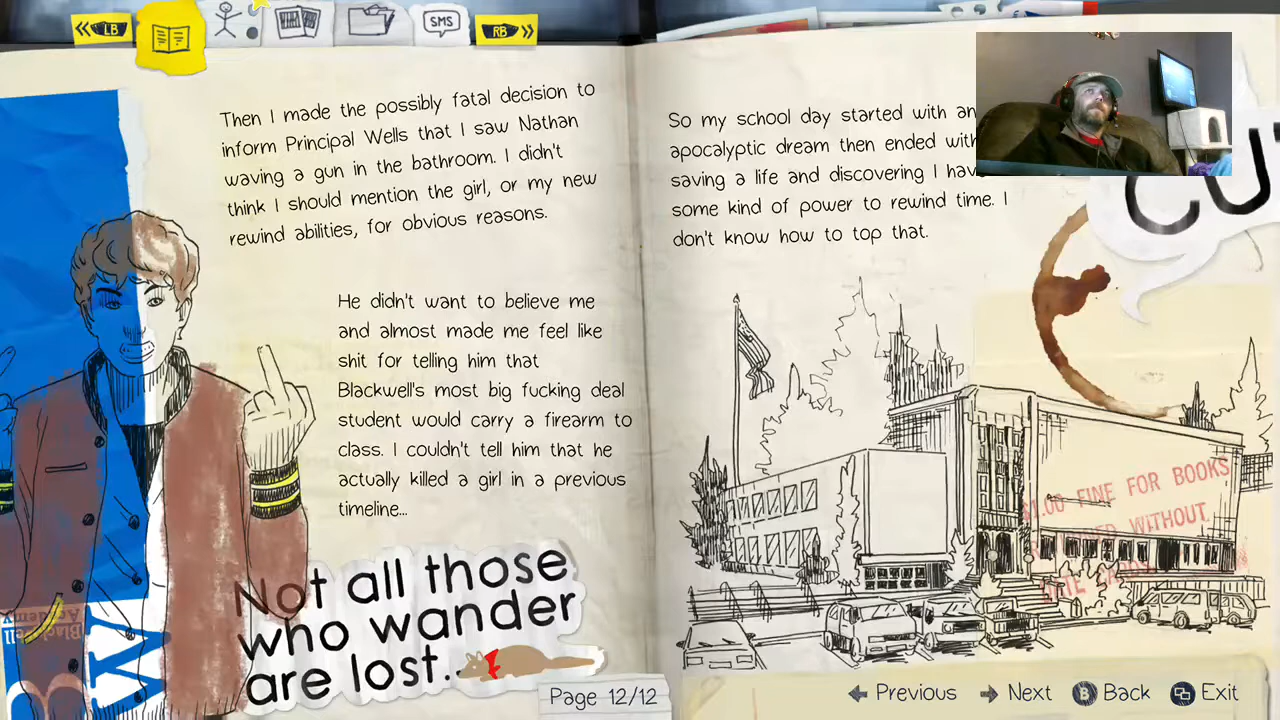 LB
SMS
RB
Then I made the possibly fatal decision to
inform Principal Wells that I saw Nathan
waving a gun in the bathroom. I didn't
think I should mention the girl, or my new
rewind abilities, for obvious reasons.
He didn't want to believe me
and almost made me feel like
shit for telling him that
Blackwell's most big fucking deal
student would carry a firearm to
class. I couldn't tell him that he
actually killed a girl in a previous
timeline...
Not all those
who wander
are lost.
So my school day started with an
apocalyptic dream then ended with
saving a life and discovering I have
some kind of power to rewind time. I
don't know how to top that.
$1.00 FINE FOR BOOKS
WITHOUT
Page 12/12
Previous
Next
B Back
Exit